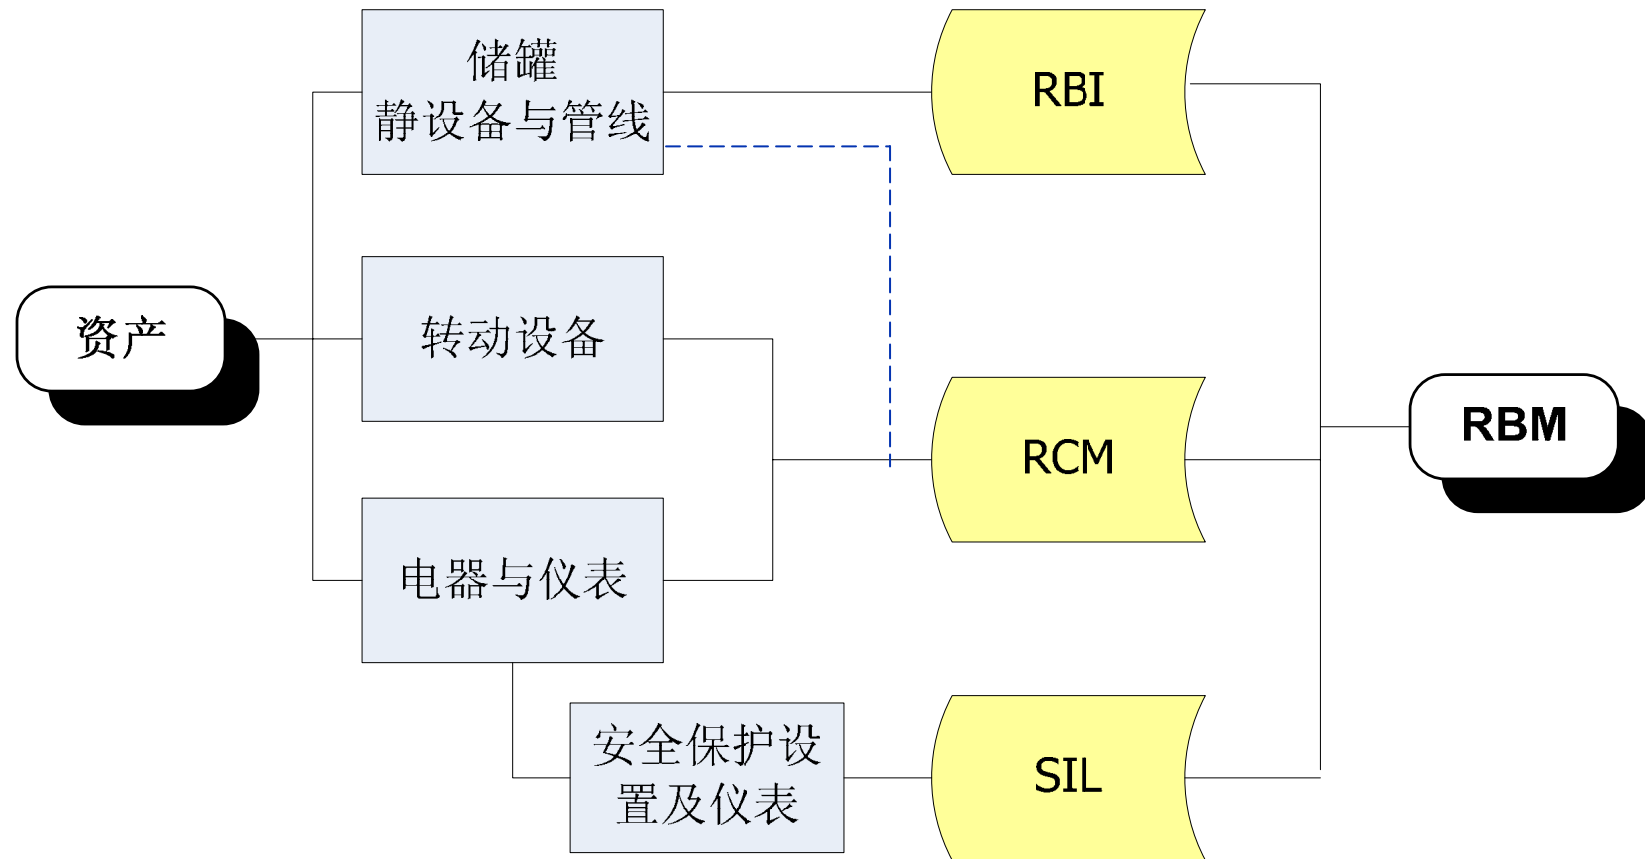 储罐
静设备与管线
RBI
资产
转动设备
RCM
RBM
电器与仪表
安全保护设
置及仪表
SIL